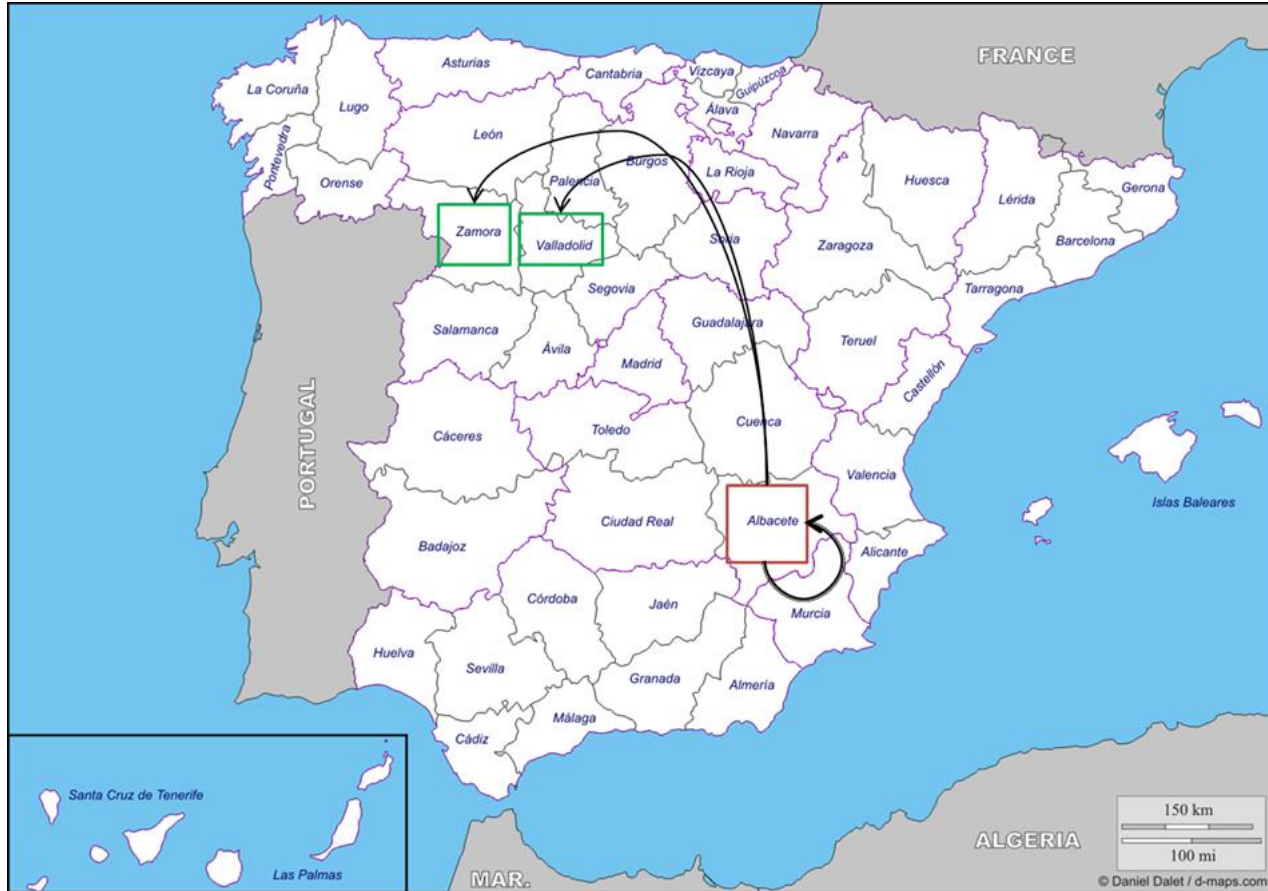 FRANCE
Asturias
Cantabria
Vizcaya
Guipúzcoa
La Coruña
Lugo
Álava
Navarra
León
Pontevedra
Orense
Palencia
Burgos
La Rioja
Huesca
Lérida
Gerona
Barcelona
Zamora
Valladolid
Soria
Zaragoza
Tarragona
Segovia
Salamanca
Ávila
Madrid
Guadalajara
Teruel
Castellón
PORTUGAL
Cáceres
Toledo
Cuenca
Valencia
Islas Baleares
Badajoz
Ciudad Real
Albacete
Alicante
Córdoba
Jaén
Murcia
Huelva
Sevilla
Granada
Almería
Málaga
Cádiz
Santa Cruz de Tenerife
Las Palmas
MAR.
ALGERIA
150 km
100 mi
© Daniel Dalet / d-maps.com